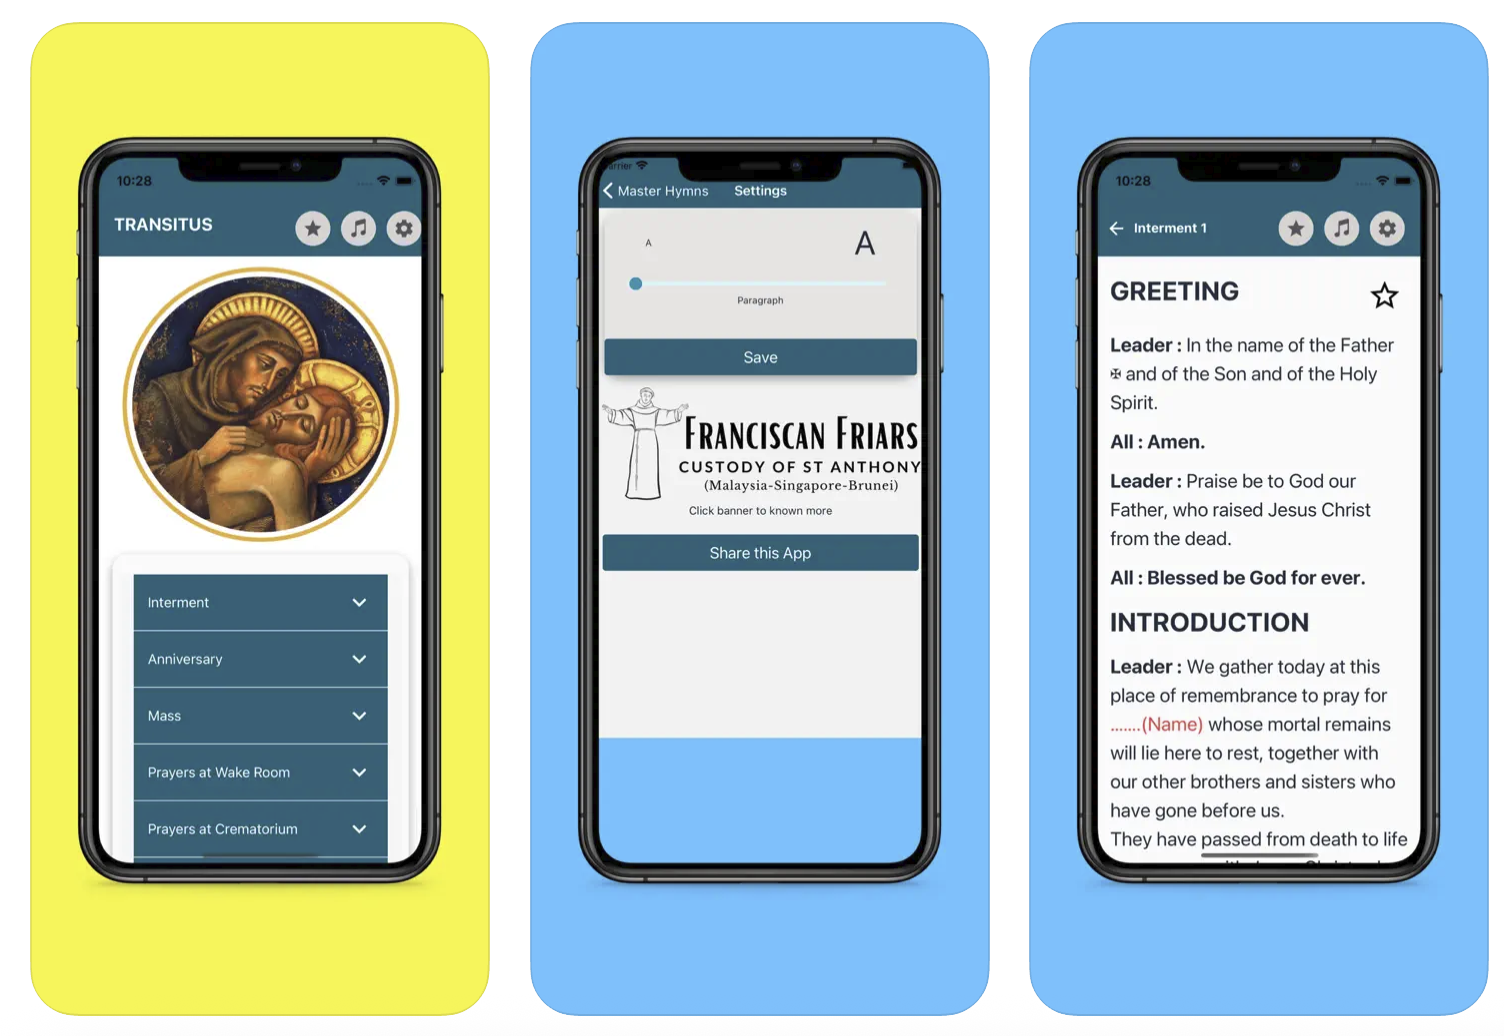 10:28
TRANSITUS
Interment
Anniversary
Mass
Prayers at Wake Room
Prayers at Crematorium
Master Hymns
Settings
A
A
Paragraph
Save
FRANCISCAN FRIARS
CUSTODY OF ST ANTHONY
(Malaysia-Singapore-Brunei)
Click banner to known more
Share this App
10:28
Interment 1
GREETING
Leader : In the name of the Father
✠ and of the Son and of the Holy
Spirit.
All : Amen.
Leader : Praise be to God our
Father, who raised Jesus Christ
from the dead.
All : Blessed be God for ever.
INTRODUCTION
Leader : We gather today at this
place of remembrance to pray for
.......(Name) whose mortal remains
will lie here to rest, together with
our other brothers and sisters who
have gone before us.
They have passed from death to life